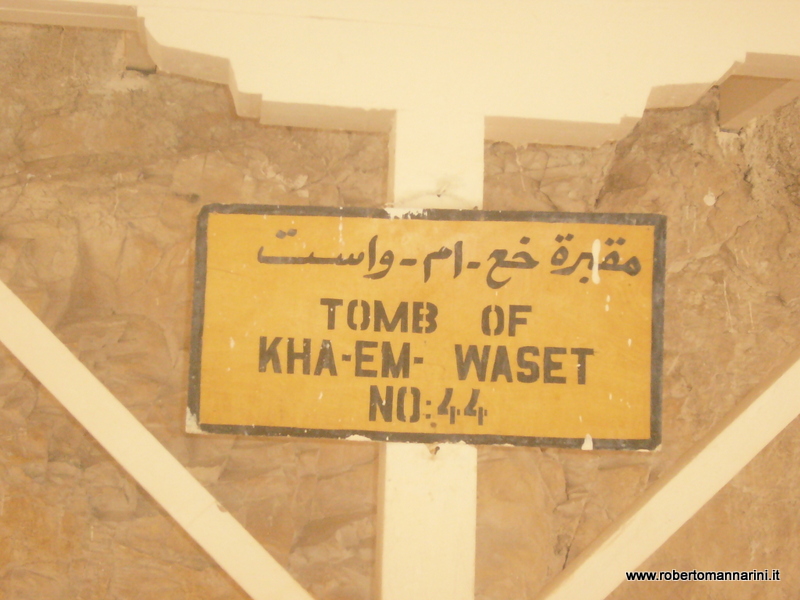 مقبرة خع - ام - واست
TOMB OF
KHA-EM- WASET
NO:44
www.robertomannarini.it